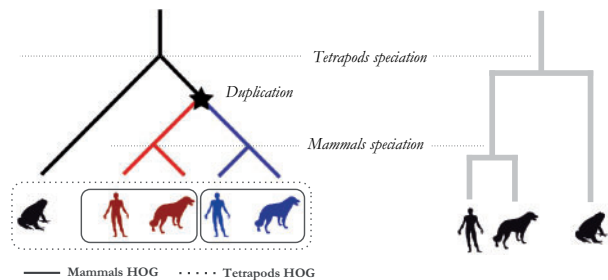 Tetrapods speciation
Duplication
Mammals speciation
Mammals HOG
Tetrapods HOG